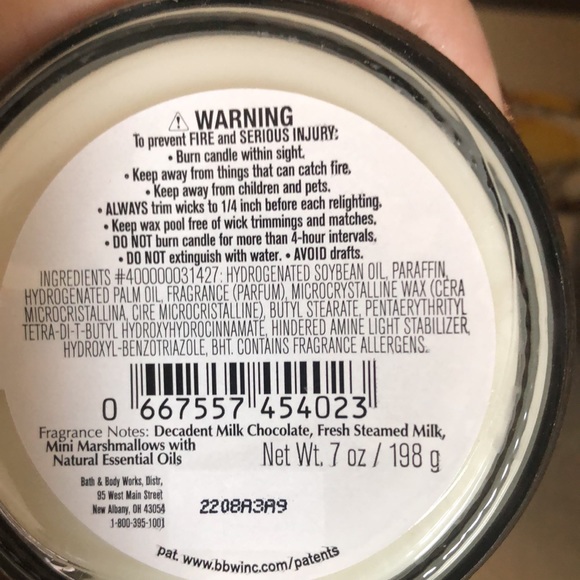 ⚠ WARNING
To prevent FIRE and SERIOUS INJURY:
• Burn candle within sight.
• Keep away from things that can catch fire.
• Keep away from children and pets.
• ALWAYS trim wicks to 1/4 inch before each relighting.
• Keep wax pool free of wick trimmings and matches.
• DO NOT burn candle for more than 4-hour intervals.
• DO NOT extinguish with water. • AVOID drafts.
INGREDIENTS #400000031427: HYDROGENATED SOYBEAN OIL, PARAFFIN,
HYDROGENATED PALM OIL, FRAGRANCE (PARFUM), MICROCRYSTALLINE WAX (CERA
MICROCRISTALLINA, CIRE MICROCRISTALLINE), BUTYL STEARATE, PENTAERYTHRITYL
TETRA-DI-T-BUTYL HYDROXYHYDROCINNAMATE, HINDERED AMINE LIGHT STABILIZER,
HYDROXYL-BENZOTRIAZOLE, BHT. CONTAINS FRAGRANCE ALLERGENS.
0 667557 454023
Fragrance Notes: Decadent Milk Chocolate, Fresh Steamed Milk,
Mini Marshmallows with
Natural Essential Oils
Net Wt. 7 oz / 198 g
Bath & Body Works, Distr.
95 West Main Street
New Albany, OH 43054
1-800-395-1001
2208A3A9
pat. www.bbwinc.com/patents